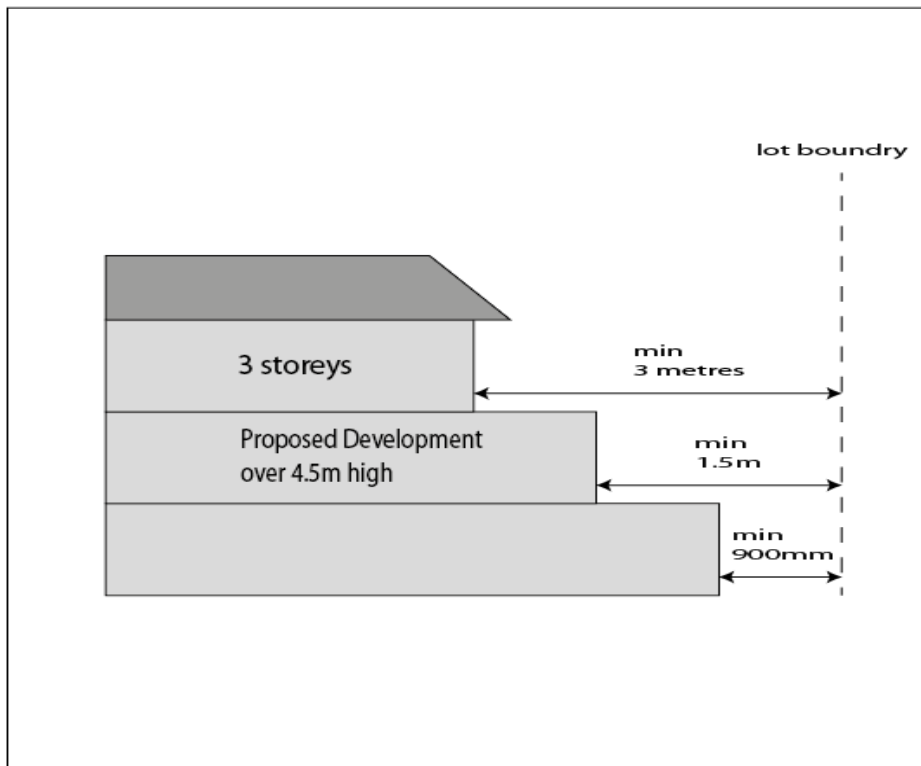 lot boundry
3 storeys
min
3 metres
Proposed Development
over 4.5m high
min
1.5m
min
900mm